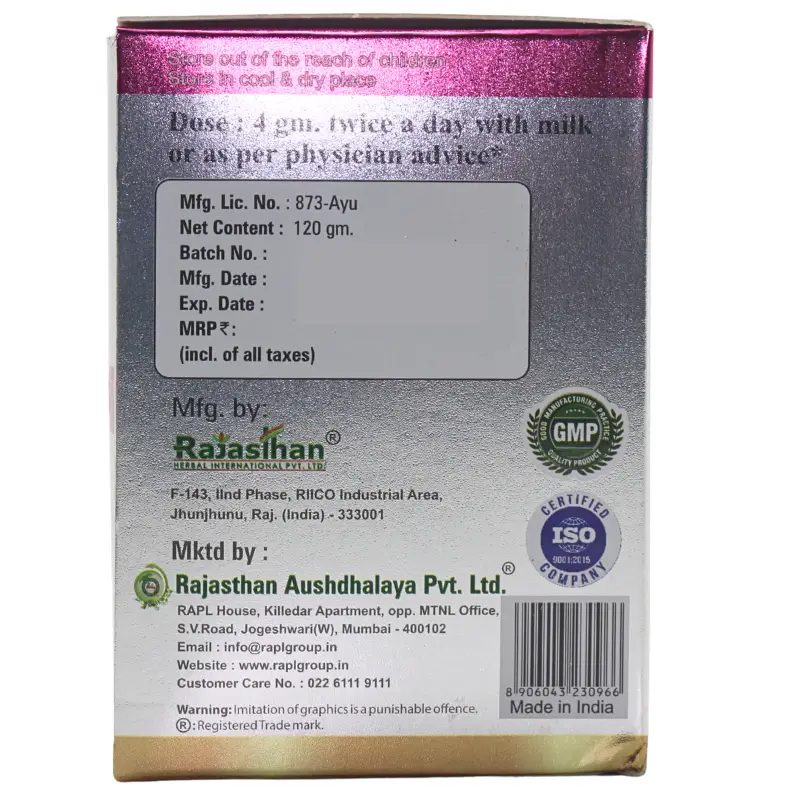 Store out of the reach of children
Store in cool & dry place
Dose : 4 gm. twice a day with milk
or as per physician advice*
Mfg. Lic. No. : 873-Ayu
Net Content : 120 gm.
Batch No. :
Mfg. Date :
Exp. Date :
MRP ₹ :
(incl. of all taxes)
Mfg. by:
Rajasthan®
HERBAL INTERNATIONAL PVT. LTD.
F-143, IInd Phase, RIICO Industrial Area,
Jhunjhunu, Raj. (India) - 333001
GOOD MANUFACTURING PRACTICE
GMP
QUALITY PRODUCT
CERTIFIED
ISO
9001:2015
COMPANY
Mktd by :
Rajasthan Aushdhalaya Pvt. Ltd.®
RAPL House, Killedar Apartment, opp. MTNL Office,
S.V.Road, Jogeshwari(W), Mumbai - 400102
Email : info@raplgroup.in
Website : www.raplgroup.in
Customer Care No. : 022 6111 9111
8 906043 230966
Made in India
Warning: Imitation of graphics is a punishable offence.
®: Registered Trade mark.